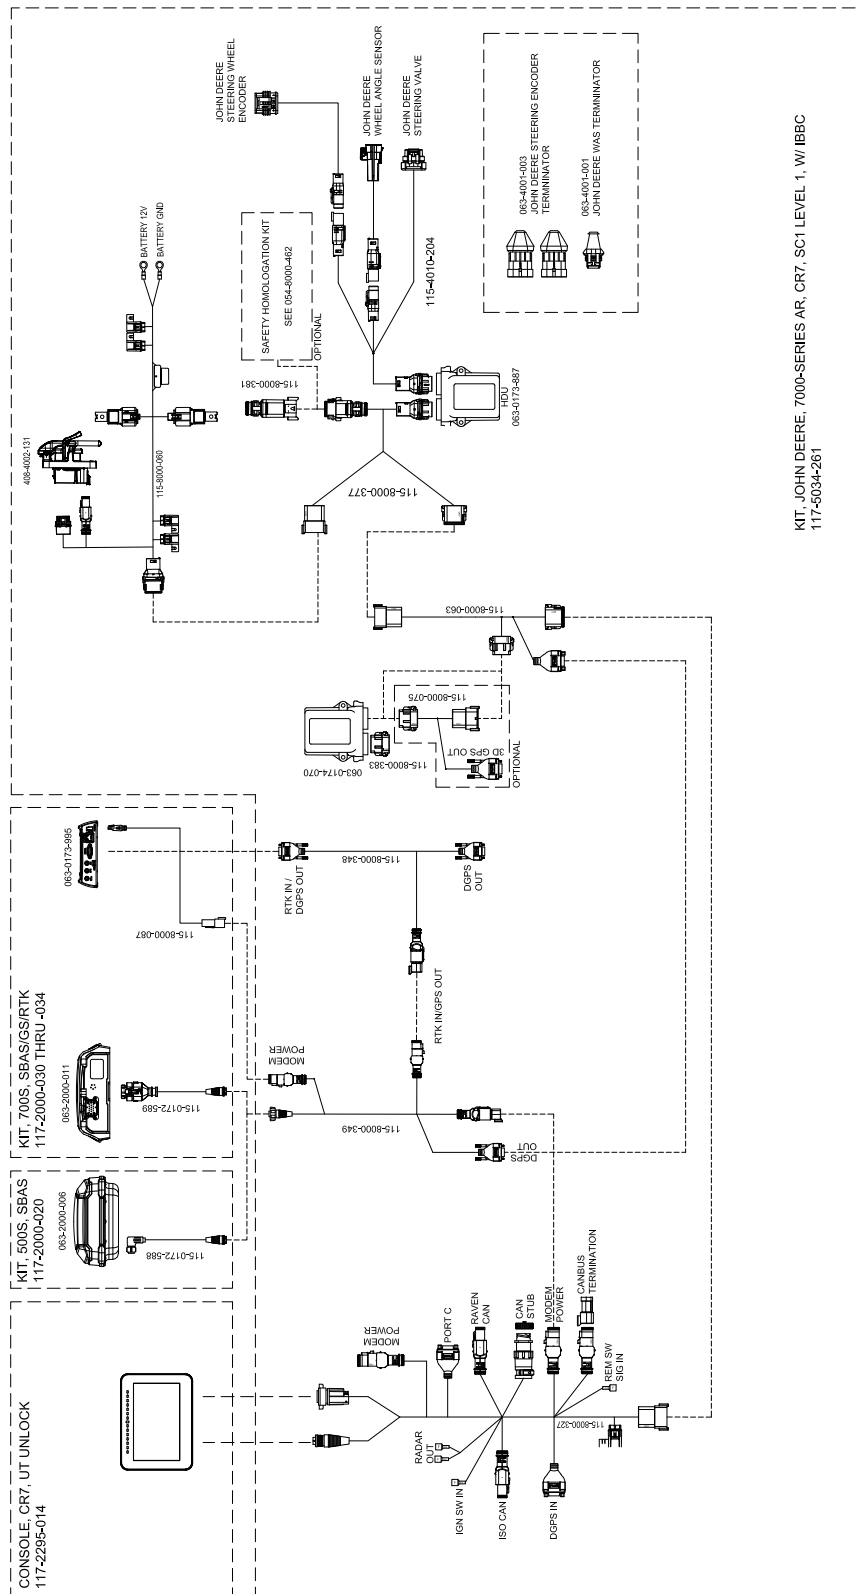 JOHN DEERE
STEERING WHEEL
ENCODER
JOHN DEERE
WHEEL ANGLE SENSOR
JOHN DEERE
STEERING VALVE
063-4001-003
JOHN DEERE STEERING ENCODER
TERMNINATOR
063-4001-001
JOHN DEERE WAS TERMNINATOR
KIT, JOHN DEERE, 7000-SERIES AR, CR7, SC1 LEVEL 1, W/ IBBC
117-5034-261
BATTERY 12V
BATTERY GND
SAFETY HOMOLOGATION KIT
SEE 054-8000-462
OPTIONAL
115-4010-204
115-8000-381
HDU
063-0173-887
408-4002-131
115-8000-060
115-8000-377
115-8000-063
115-8000-075
3D GPS OUT
OPTIONAL
115-8000-383
063-0174-070
KIT, 700S, SBAS/GS/RTK
117-2000-030 THRU -034
063-0173-995
115-8000-087
063-2000-011
115-0172-589
RTK IN /
DGPS OUT
115-8000-348
DGPS
OUT
RTK IN/GPS OUT
MODEM
POWER
115-8000-349
DGPS
OUT
KIT, 500S, SBAS
117-2000-020
063-2000-006
115-0172-588
CONSOLE, CR7, UT UNLOCK
117-2295-014
MODEM
POWER
PORT C
RAVEN
CAN
CAN
STUB
MODEM
POWER
CANBUS
TERMINATION
REM SW
SIG IN
RADAR
OUT
IGN SW IN
ISO CAN
DGPS IN
115-8000-327